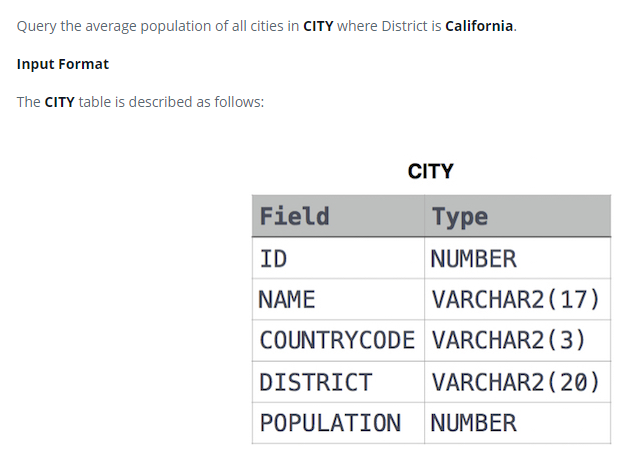 Query the average population of all cities in CITY where District is California.
Input Format
The CITY table is described as follows:
CITY
Field Type
ID NUMBER
NAME VARCHAR2(17)
COUNTRYCODE VARCHAR2(3)
DISTRICT VARCHAR2(20)
POPULATION NUMBER